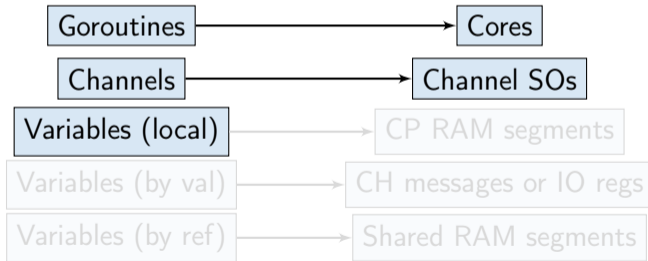 Goroutines Cores
Channels Channel SOs
Variables (local) CP RAM segments
Variables (by val) CH messages or IO regs
Variables (by ref) Shared RAM segments